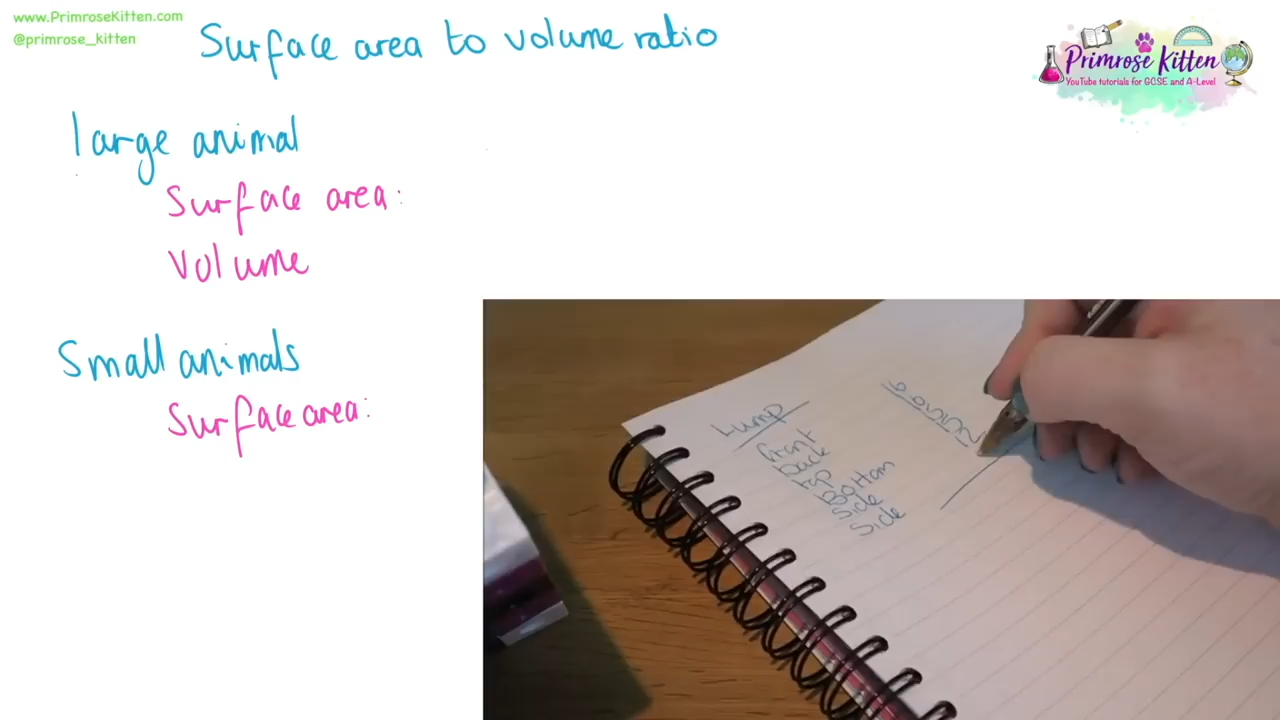 www.PrimroseKitten.com
@primrose_kitten
Surface area to volume ratio
Primrose Kitten
YouTube tutorials for GCSE and A-Level
large animal
Surface area:
Volume
Small animals
Surface area:
Lump
front
back
top
Bottom
Side
Side